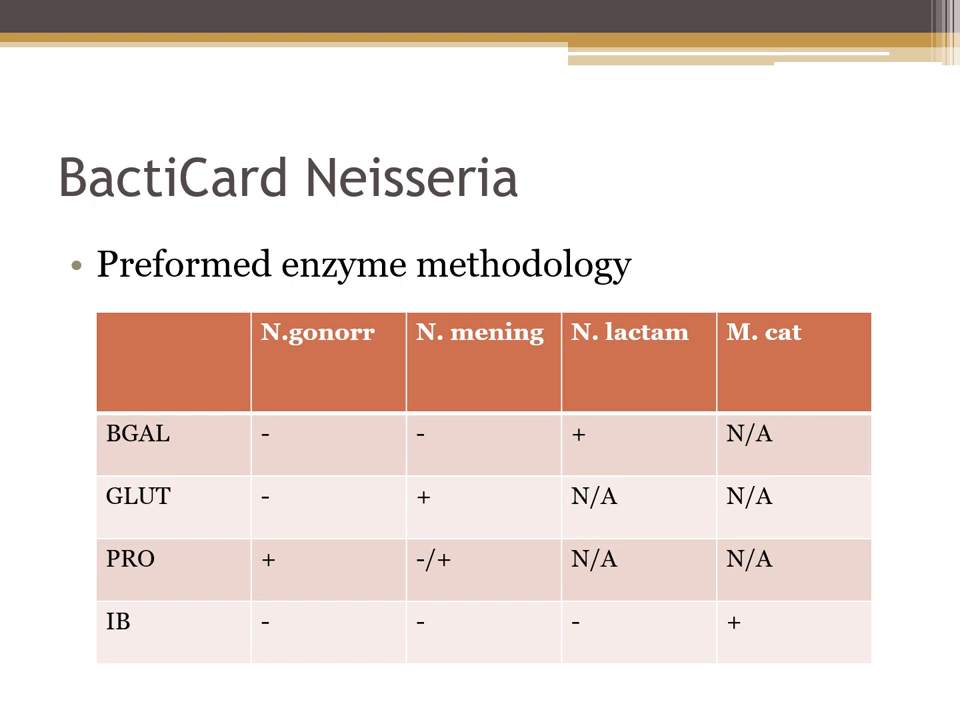 BactiCard Neisseria
• Preformed enzyme methodology
N.gonorr N. mening N. lactam M. cat
BGAL - - + N/A
GLUT - + N/A N/A
PRO + -/+ N/A N/A
IB - - - +